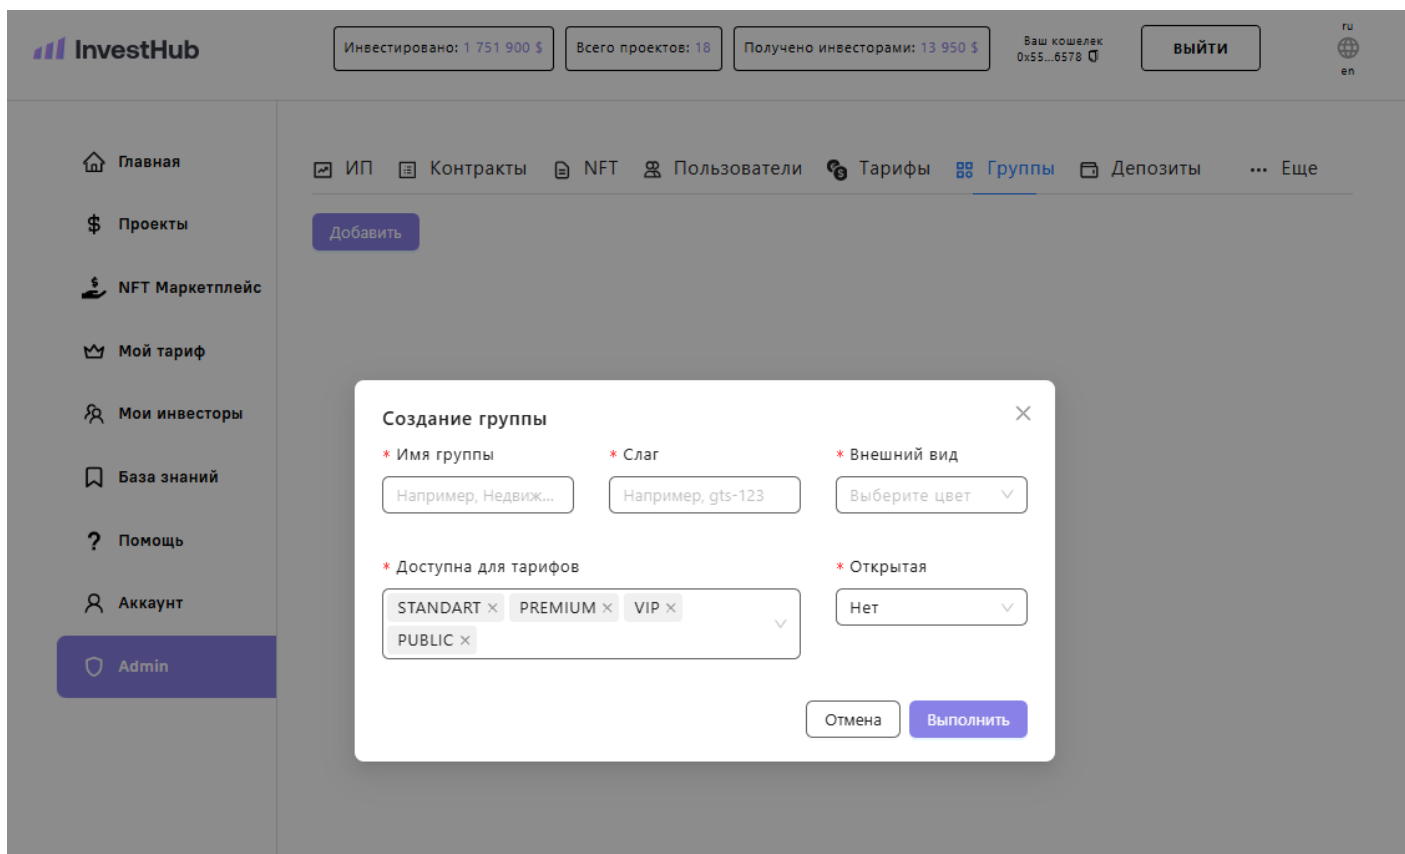 InvestHub
Инвестировано: 1 751 900 $
Всего проектов: 18
Получено инвесторами: 13 950 $
Ваш кошелек
0x55...6578
ВЫЙТИ
ru
en
Главная
Проекты
NFT Маркетплейс
Мой тариф
Мои инвесторы
База знаний
Помощь
Аккаунт
Admin
ИП
Контракты
NFT
Пользователи
Тарифы
Группы
Депозиты
··· Еще
Добавить
Создание группы
* Имя группы
* Слаг
* Внешний вид
Например, Недвиж...
Например, gts-123
Выберите цвет
* Доступна для тарифов
* Открытая
STANDART × PREMIUM × VIP ×
PUBLIC ×
Нет
Отмена
Выполнить